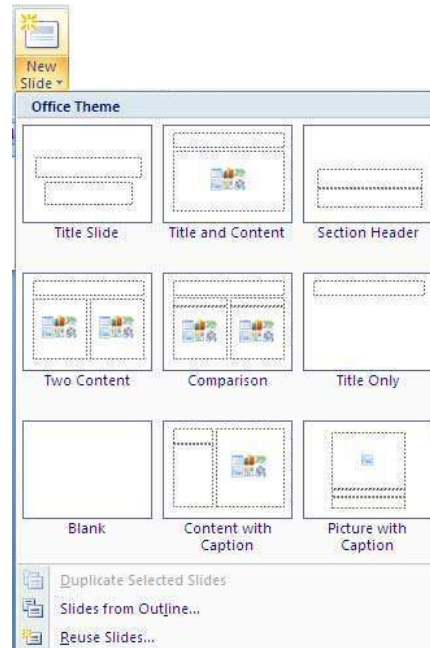 New
Slide
Office Theme
Title Slide
Title and Content
Section Header
Two Content
Comparison
Title Only
Blank
Content with
Caption
Picture with
Caption
Duplicate Selected Slides
Slides from Outline...
Reuse Slides...